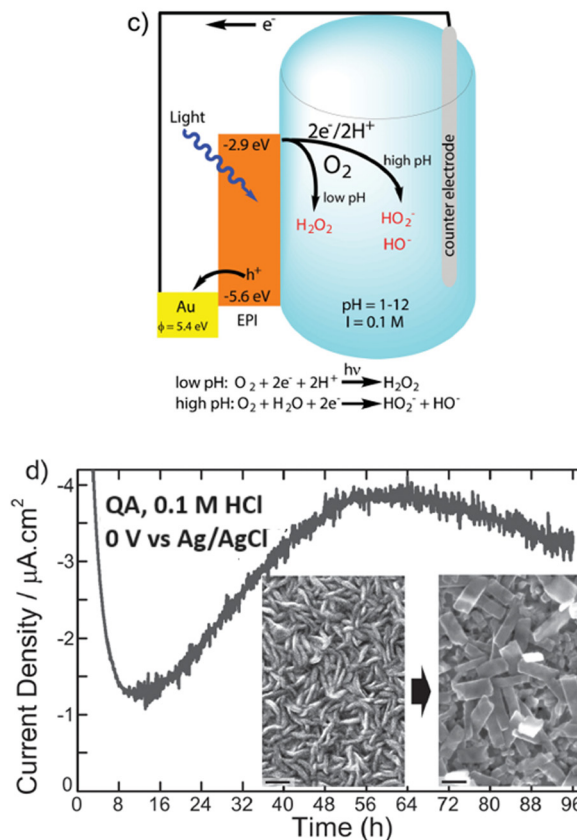 c)
e⁻
Light
-2.9 eV
2e⁻/2H⁺
O₂
high pH
low pH
H₂O₂
HO₂⁻
HO⁻
counter electrode
h⁺
-5.6 eV
Au
ϕ = 5.4 eV
EPI
pH = 1-12
I = 0.1 M
hν
low pH: O₂ + 2e⁻ + 2H⁺ → H₂O₂
high pH: O₂ + H₂O + 2e⁻ → HO₂⁻ + HO⁻
d)
QA, 0.1 M HCl
0 V vs Ag/AgCl
Current Density / μA.cm²
-4
-3
-2
-1
0
0 8 16 24 32 40 48 56 64 72 80 88 96
Time (h)